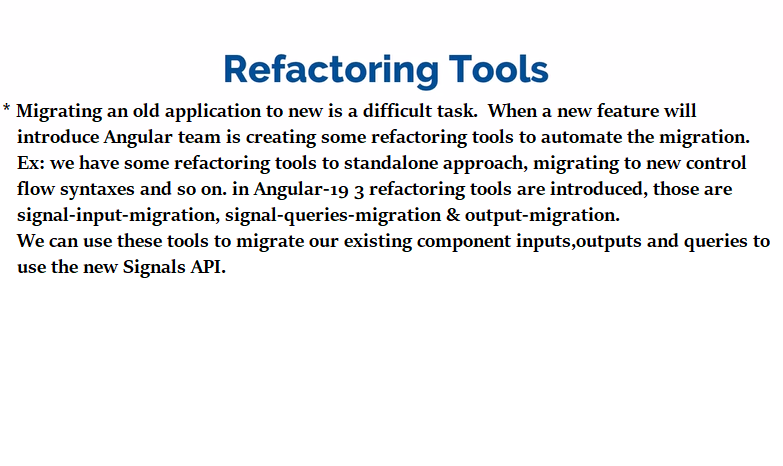 Refactoring Tools
* Migrating an old application to new is a difficult task. When a new feature will
introduce Angular team is creating some refactoring tools to automate the migration.
Ex: we have some refactoring tools to standalone approach, migrating to new control
flow syntaxes and so on. in Angular-19 3 refactoring tools are introduced, those are
signal-input-migration, signal-queries-migration & output-migration.
We can use these tools to migrate our existing component inputs,outputs and queries to
use the new Signals API.